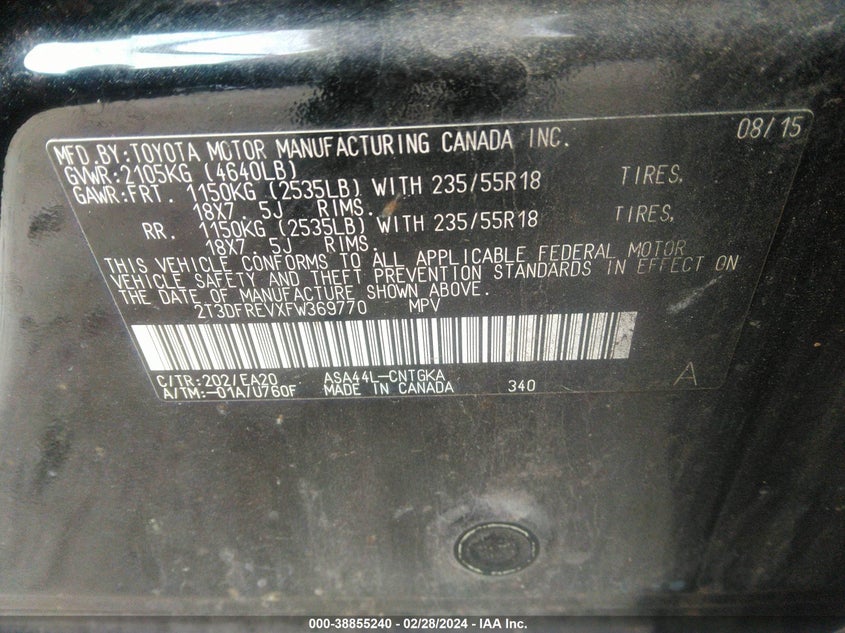 MFD.BY:TOYOTA MOTOR MANUFACTURING CANADA INC. 08/15
GVWR:2105KG (4640LB)
GAWR:FRT. 1150KG (2535LB) WITH 235/55R18 TIRES,
18X7. 5J RIMS.
RR. 1150KG (2535LB) WITH 235/55R18 TIRES,
18X7. 5J RIMS.
THIS VEHICLE CONFORMS TO ALL APPLICABLE FEDERAL MOTOR
VEHICLE SAFETY AND THEFT PREVENTION STANDARDS IN EFFECT ON
THE DATE OF MANUFACTURE SHOWN ABOVE.
2T3DFREVXFW369770 MPV
C/TR:202/EA20 ASA44L-CNTGKA A
A/TM:-01A/U760F MADE IN CANADA 340
000-38855240 - 02/28/2024 - IAA Inc.